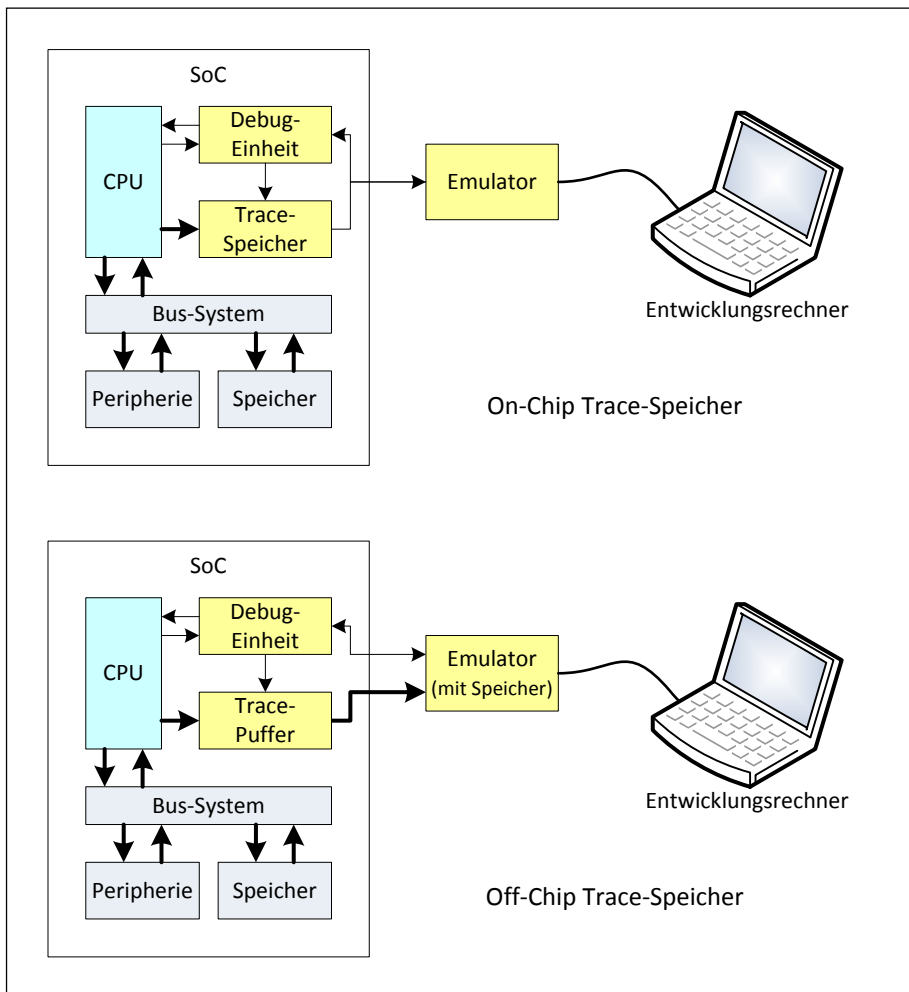 SoC
CPU
Debug-
Einheit
Trace-
Speicher
Bus-System
Peripherie
Speicher
Emulator
Entwicklungsrechner
On-Chip Trace-Speicher
SoC
CPU
Debug-
Einheit
Trace-
Puffer
Bus-System
Peripherie
Speicher
Emulator
(mit Speicher)
Entwicklungsrechner
Off-Chip Trace-Speicher